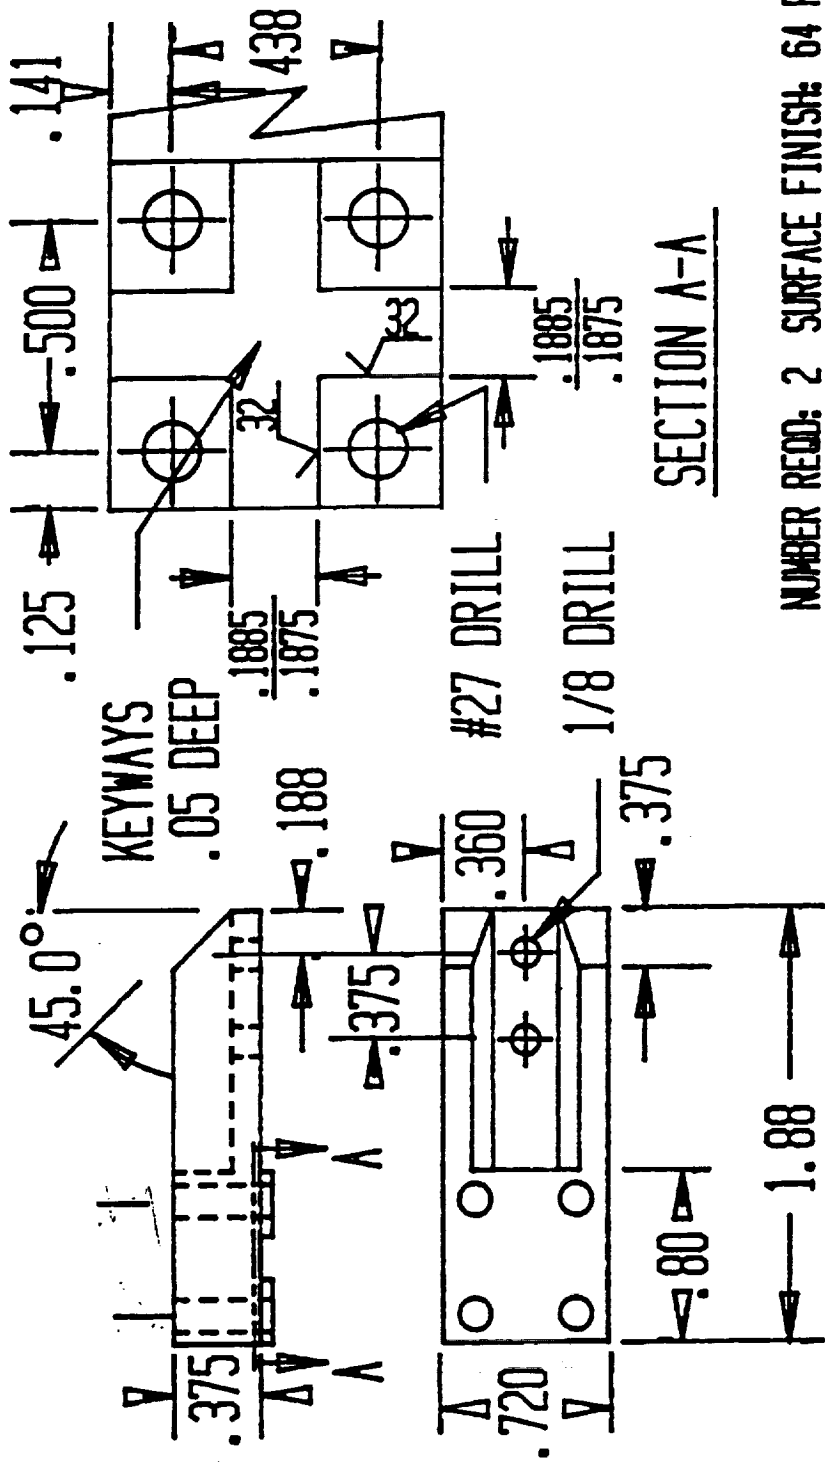 .375
45.0°
.188
.375
A
A
.720
.80
1.88
.360
.375
KEYWAYS
.05 DEEP
#27 DRILL
1/8 DRILL
.125
.500
.141
.438
.1885
.1875
32
32
.1885
.1875
SECTION A-A
NUMBER REQD: 2 SURFACE FINISH: 64